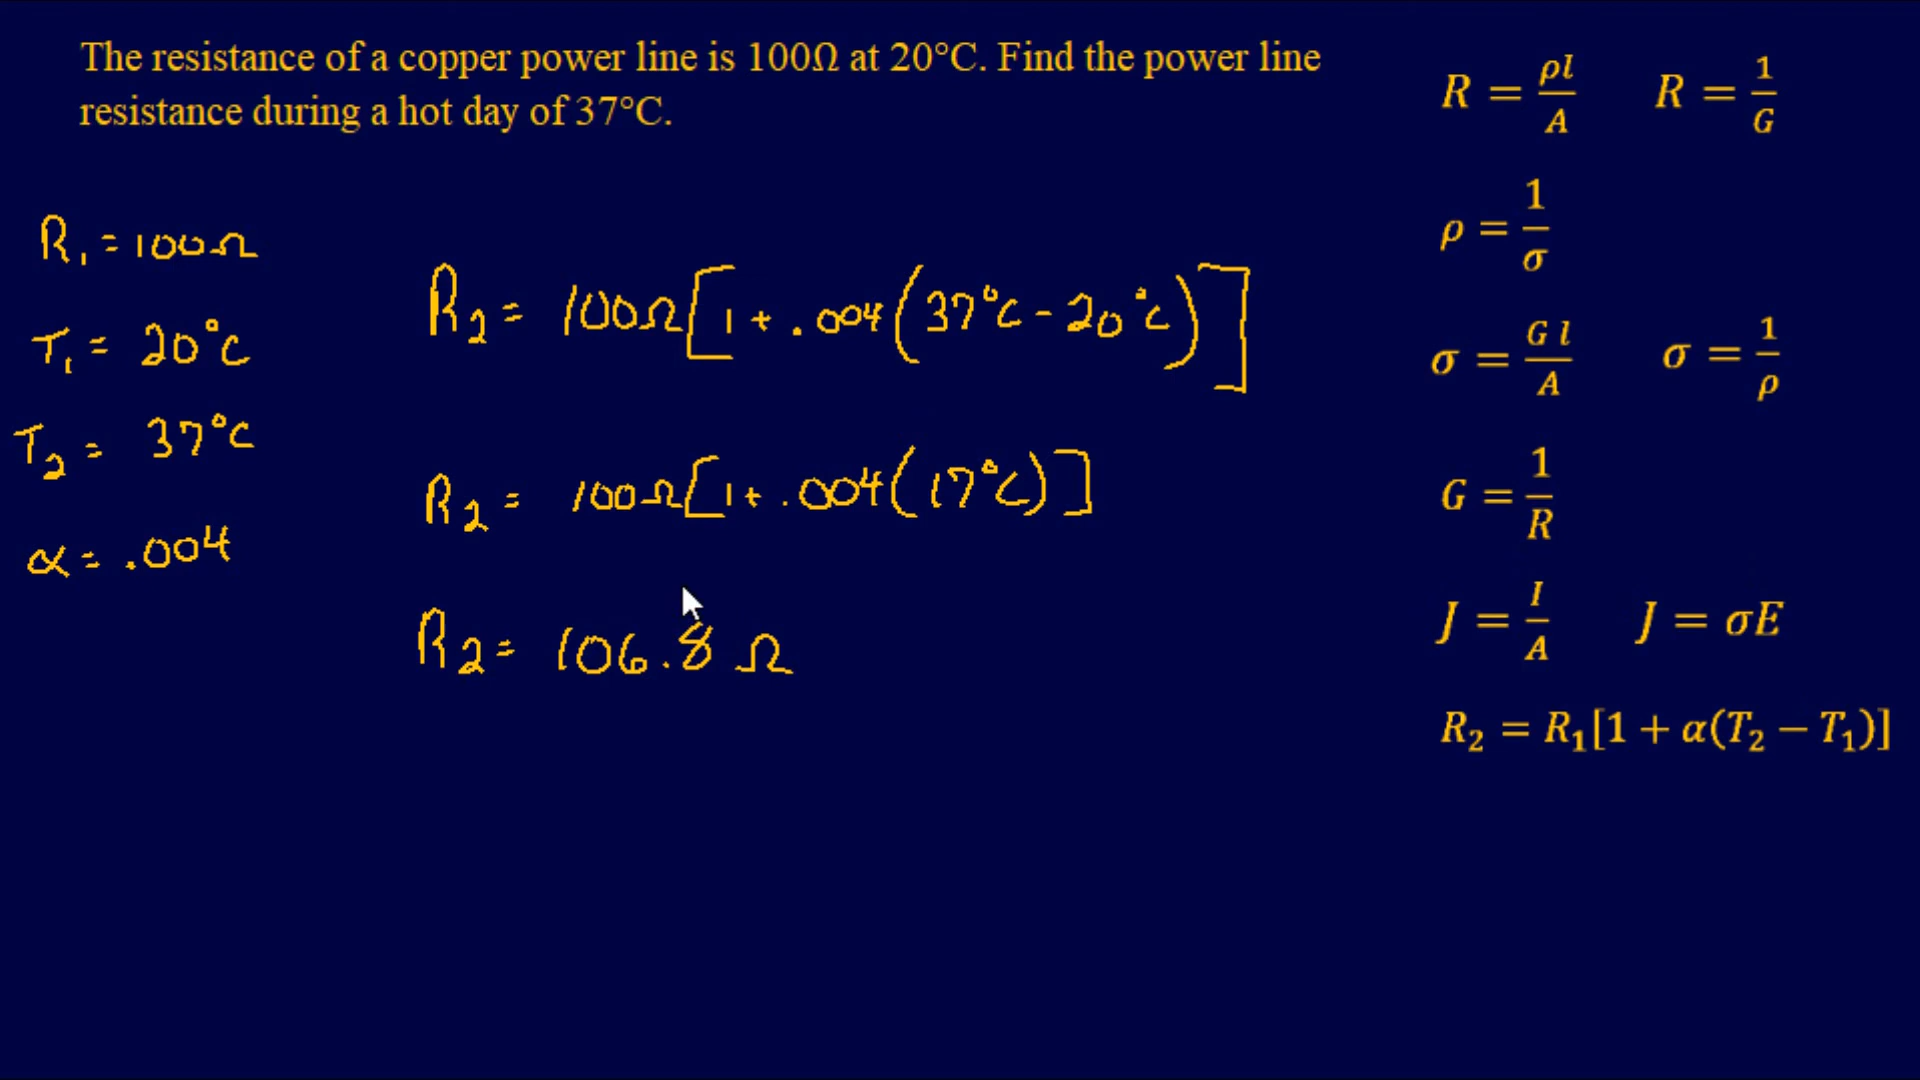 The resistance of a copper power line is 100Ω at 20°C. Find the power line
resistance during a hot day of 37°C.
R₁ = 100Ω
T₁ = 20°C
T₂ = 37°C
α = .004
R₂ = 100Ω[1 + .004(37°C - 20°C)]
R₂ = 100Ω[1 + .004(17°C)]
R₂ = 106.8 Ω
R = ρl/A R = 1/G
ρ = 1/σ
σ = G l/A σ = 1/ρ
G = 1/R
J = I/A J = σE
R₂ = R₁[1 + α(T₂ − T₁)]